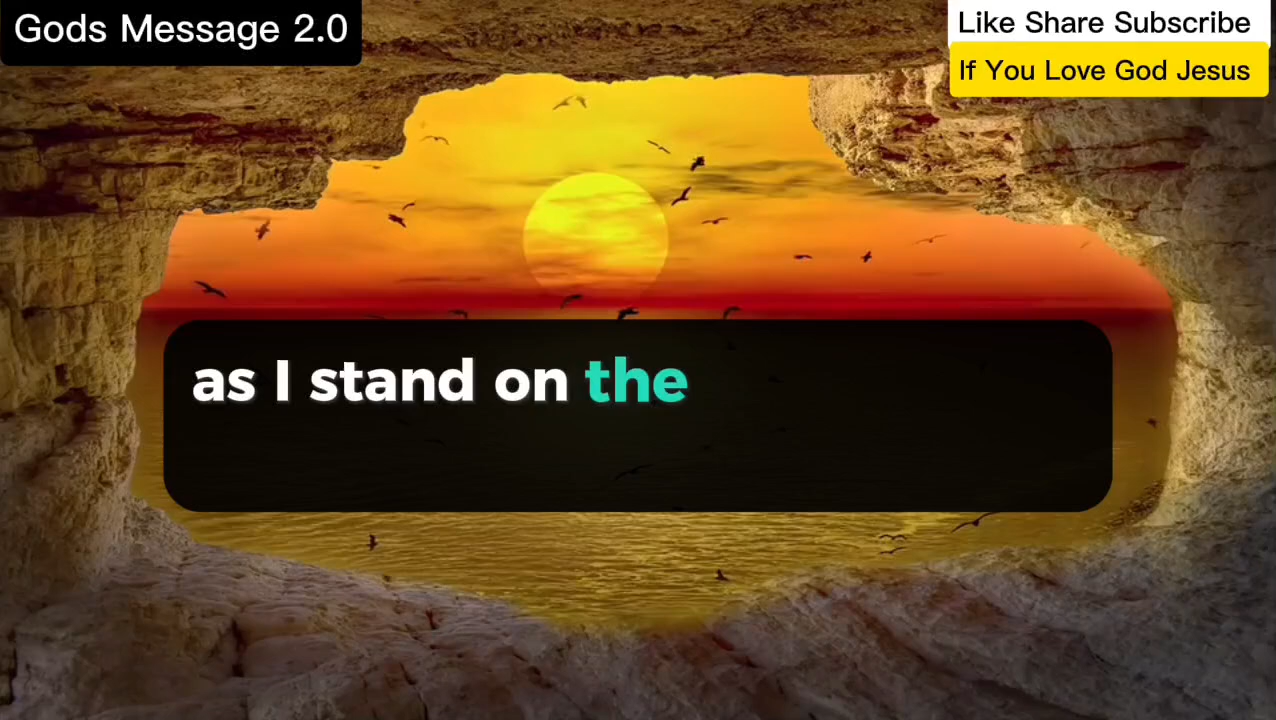 Gods Message 2.0
Like Share Subscribe
If You Love God Jesus
as I stand on the